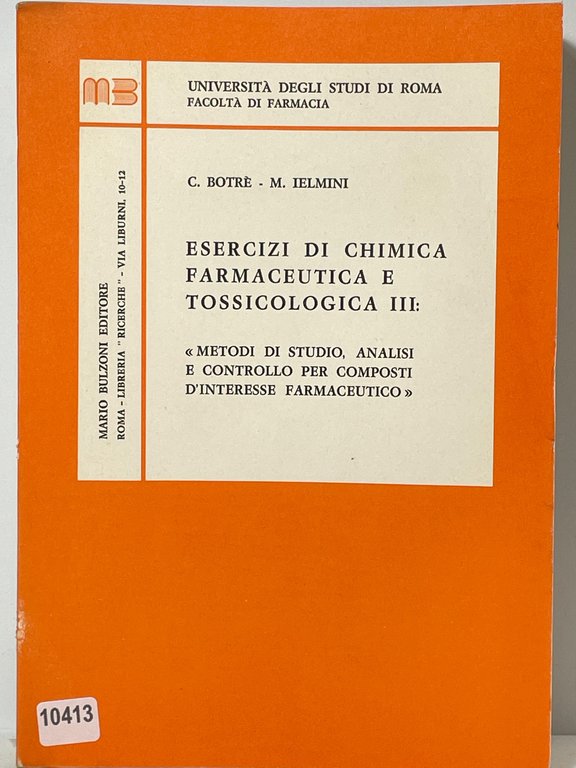 MB
UNIVERSITÀ DEGLI STUDI DI ROMA
FACOLTÀ DI FARMACIA
C. BOTRÈ - M. IELMINI
ESERCIZI DI CHIMICA
FARMACEUTICA E
TOSSICOLOGICA III:
« METODI DI STUDIO, ANALISI
E CONTROLLO PER COMPOSTI
D'INTERESSE FARMACEUTICO »
MARIO BULZONI EDITORE
ROMA - LIBRERIA " RICERCHE " - VIA LIBURNI, 10-12
10413